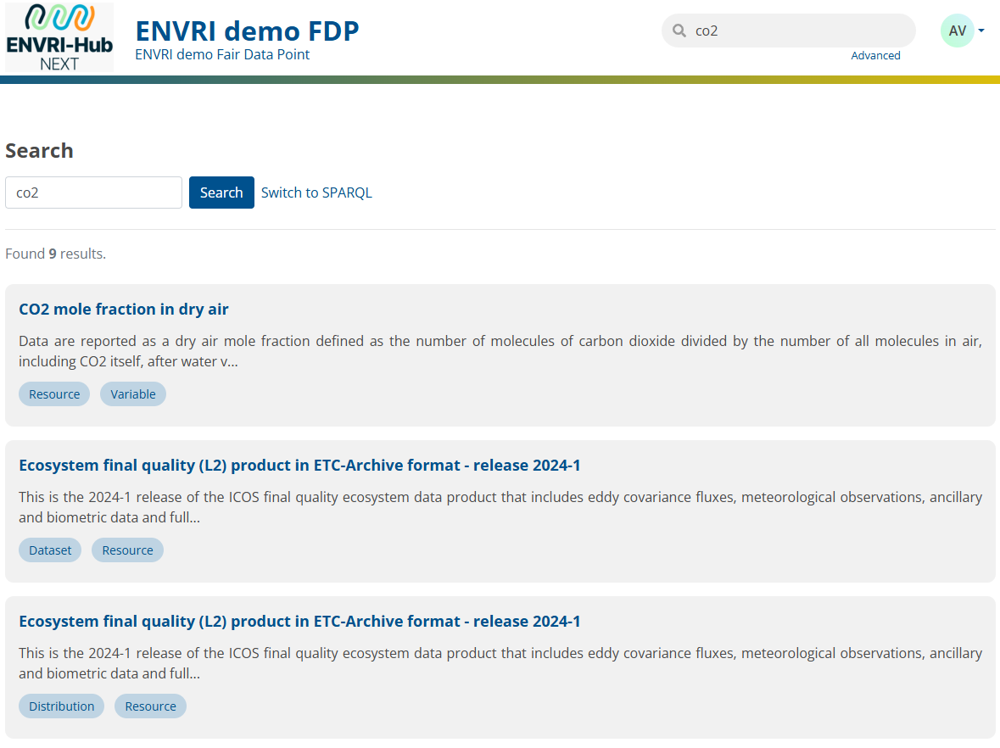 ENVRI-Hub
NEXT
ENVRI demo FDP
ENVRI demo Fair Data Point
co2
Advanced
AV
Search
co2
Search
Switch to SPARQL
Found 9 results.
CO2 mole fraction in dry air
Data are reported as a dry air mole fraction defined as the number of molecules of carbon dioxide divided by the number of all molecules in air,
including CO2 itself, after water v...
Resource
Variable
Ecosystem final quality (L2) product in ETC-Archive format - release 2024-1
This is the 2024-1 release of the ICOS final quality ecosystem data product that includes eddy covariance fluxes, meteorological observations, ancillary
and biometric data and full...
Dataset
Resource
Ecosystem final quality (L2) product in ETC-Archive format - release 2024-1
This is the 2024-1 release of the ICOS final quality ecosystem data product that includes eddy covariance fluxes, meteorological observations, ancillary
and biometric data and full...
Distribution
Resource